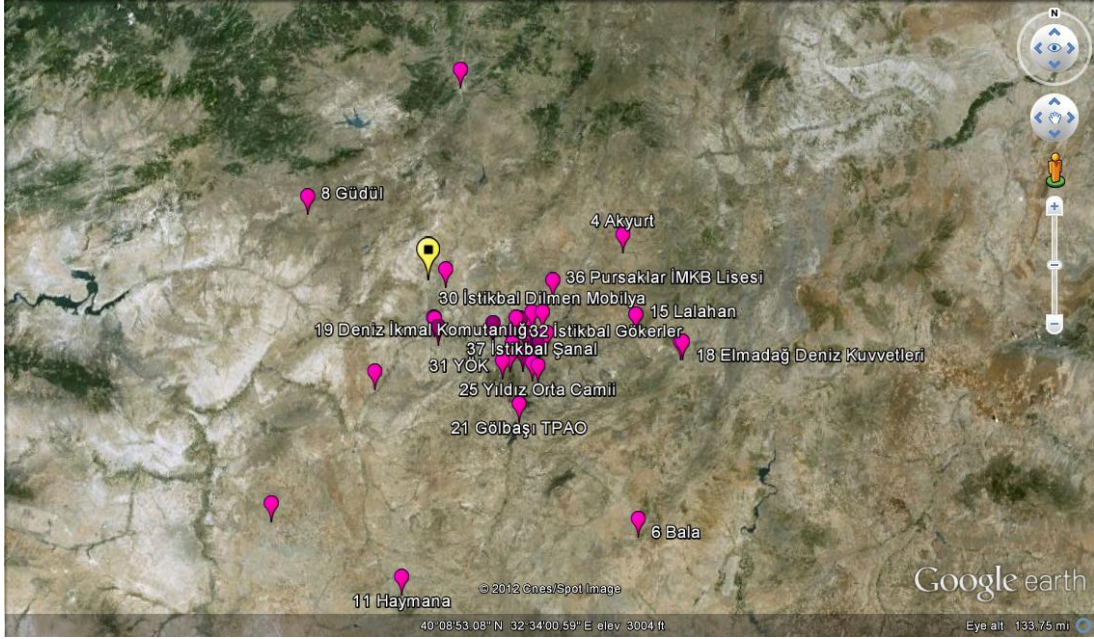 N
8 Güdül
4 Akyurt
36 Pursaklar İMKB Lisesi
30 İstikbal Dilmen Mobilya
15 Lalahan
19 Deniz İkmal Komutanlığ
32 İstikbal Gökerler
37 İstikbal Şanal
18 Elmadağ Deniz Kuvvetleri
31 YÖK
25 Yıldız Orta Camii
21 Gölbaşı TPAO
6 Bala
11 Haymana
© 2012 Cnes/Spot Image
Google earth
40°08'53.08" N 32°34'00.59" E elev 3004 ft
Eye alt 133.75 mi